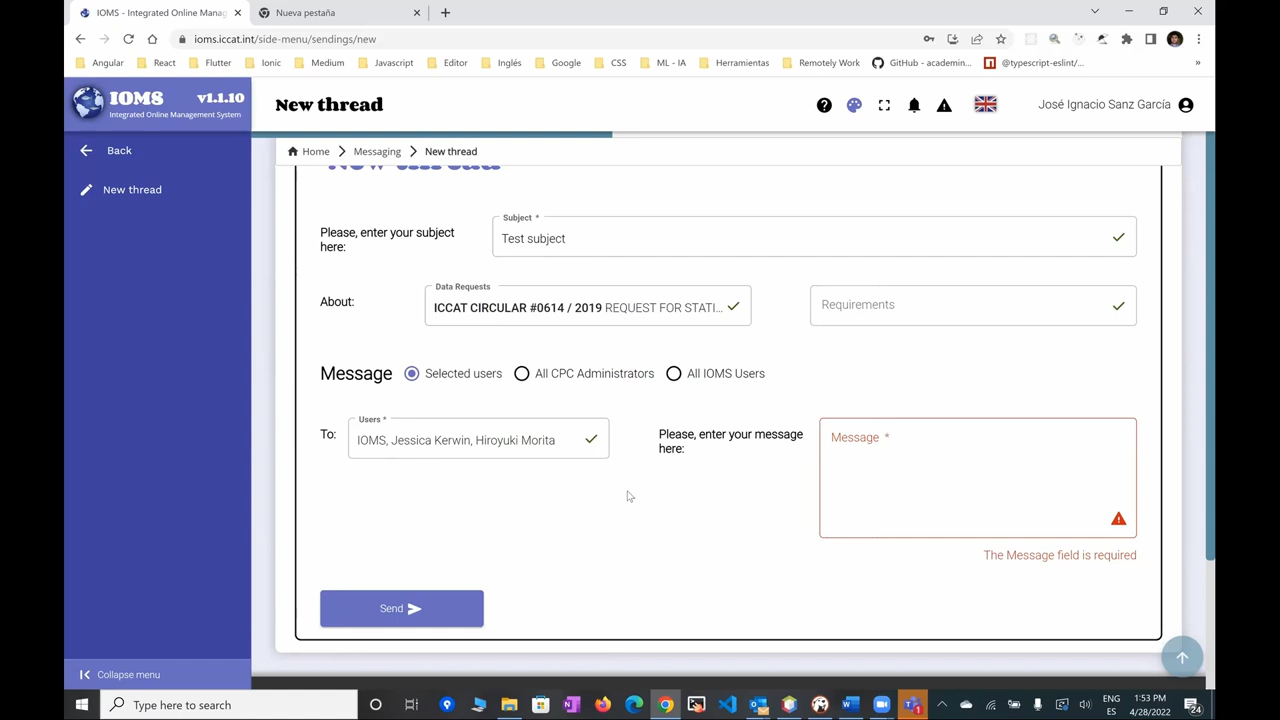 IOMS - Integrated Online Manag
Nueva pestaña
ioms.iccat.int/side-menu/sendings/new
Angular React Flutter Ionic Medium Javascript Editor Inglés Google CSS ML - IA Herramientas Remotely Work GitHub - academin... @typescript-eslint/... »
IOMS v1.1.10
Integrated Online Management System
New thread
José Ignacio Sanz García
Back
New thread
Home Messaging New thread
Subject *
Please, enter your subject
here:
Test subject
About:
Data Requests
ICCAT CIRCULAR #0614 / 2019 REQUEST FOR STATI...
Requirements
Message Selected users All CPC Administrators All IOMS Users
To:
Users *
IOMS, Jessica Kerwin, Hiroyuki Morita
Please, enter your message
here:
Message *
The Message field is required
Send
Collapse menu
Type here to search
ENG
ES
1:53 PM
4/28/2022
24